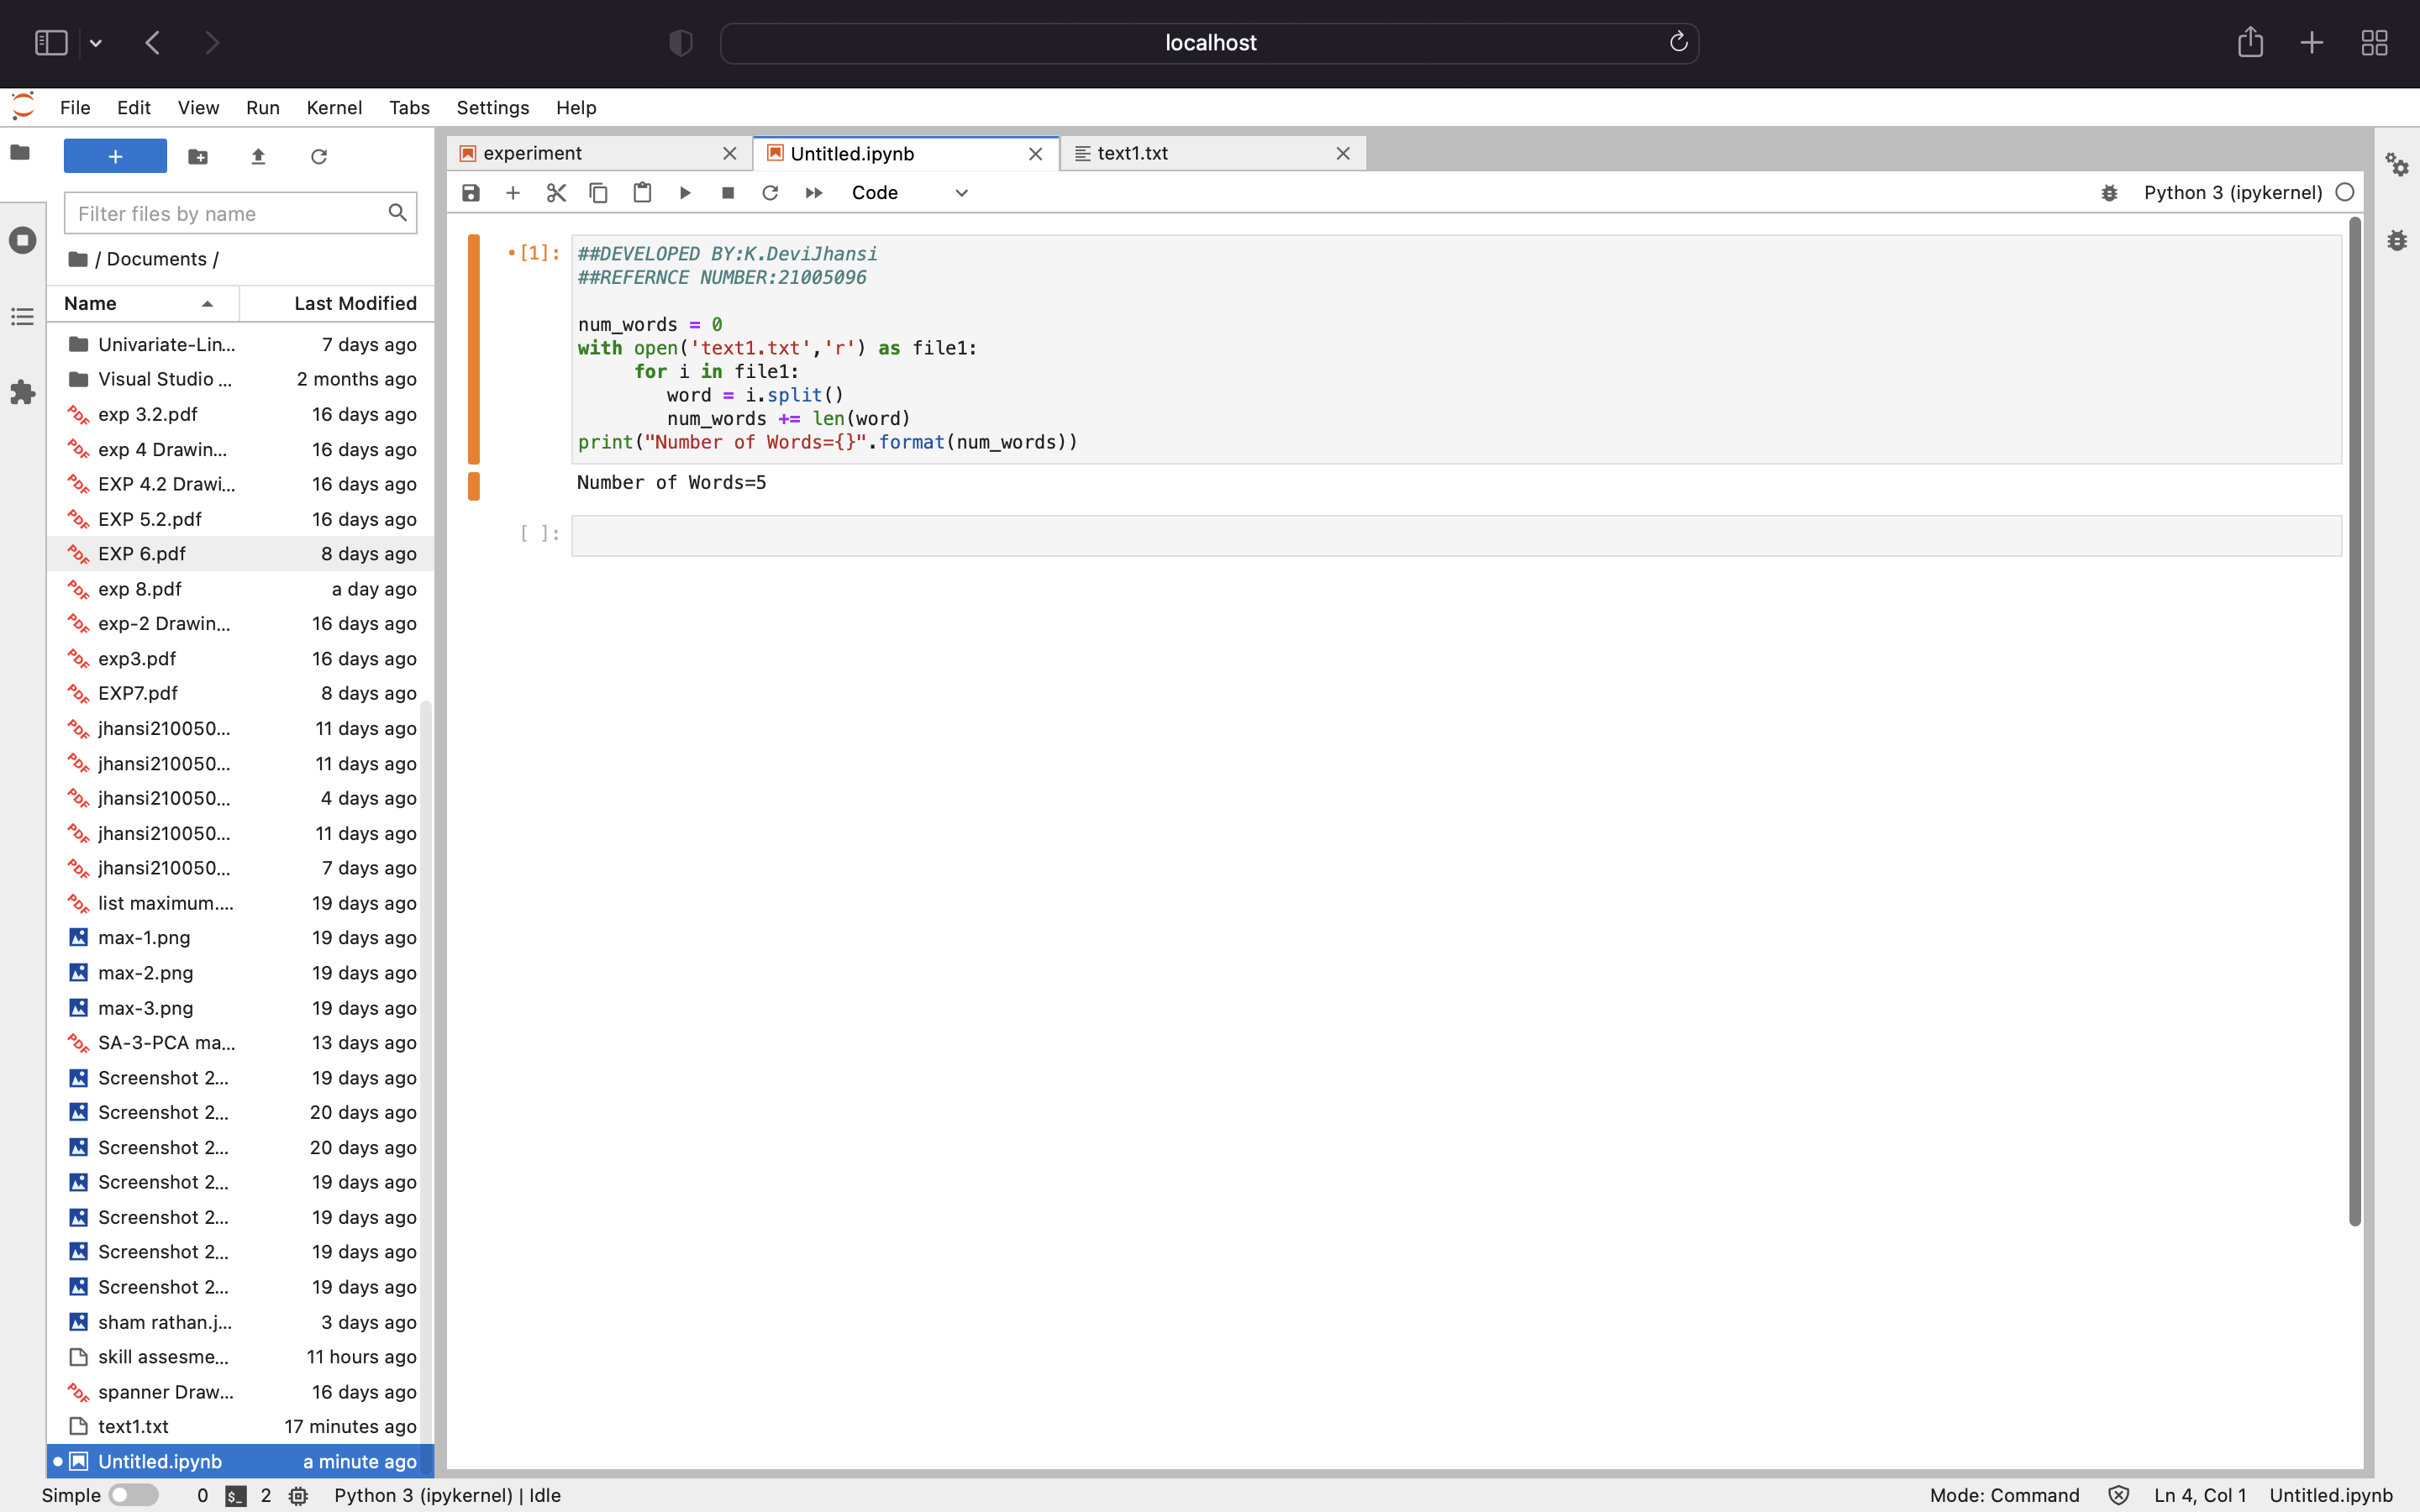 localhost
File Edit View Run Kernel Tabs Settings Help
+
Filter files by name
/ Documents /
Name Last Modified
Univariate-Lin... 7 days ago
Visual Studio ... 2 months ago
exp 3.2.pdf 16 days ago
exp 4 Drawin... 16 days ago
EXP 4.2 Drawi... 16 days ago
EXP 5.2.pdf 16 days ago
EXP 6.pdf 8 days ago
exp 8.pdf a day ago
exp-2 Drawin... 16 days ago
exp3.pdf 16 days ago
EXP7.pdf 8 days ago
jhansi210050... 11 days ago
jhansi210050... 11 days ago
jhansi210050... 4 days ago
jhansi210050... 11 days ago
jhansi210050... 7 days ago
list maximum.... 19 days ago
max-1.png 19 days ago
max-2.png 19 days ago
max-3.png 19 days ago
SA-3-PCA ma... 13 days ago
Screenshot 2... 19 days ago
Screenshot 2... 20 days ago
Screenshot 2... 20 days ago
Screenshot 2... 19 days ago
Screenshot 2... 19 days ago
Screenshot 2... 19 days ago
Screenshot 2... 19 days ago
sham rathan.j... 3 days ago
skill assesme... 11 hours ago
spanner Draw... 16 days ago
text1.txt 17 minutes ago
Untitled.ipynb a minute ago
experiment Untitled.ipynb text1.txt
Code Python 3 (ipykernel)
[1]: ##DEVELOPED BY:K.DeviJhansi
##REFERNCE NUMBER:21005096
num_words = 0
with open('text1.txt','r') as file1:
for i in file1:
word = i.split()
num_words += len(word)
print("Number of Words={}".format(num_words))
Number of Words=5
[ ]:
Simple 0 2 Python 3 (ipykernel) | Idle Mode: Command Ln 4, Col 1 Untitled.ipynb